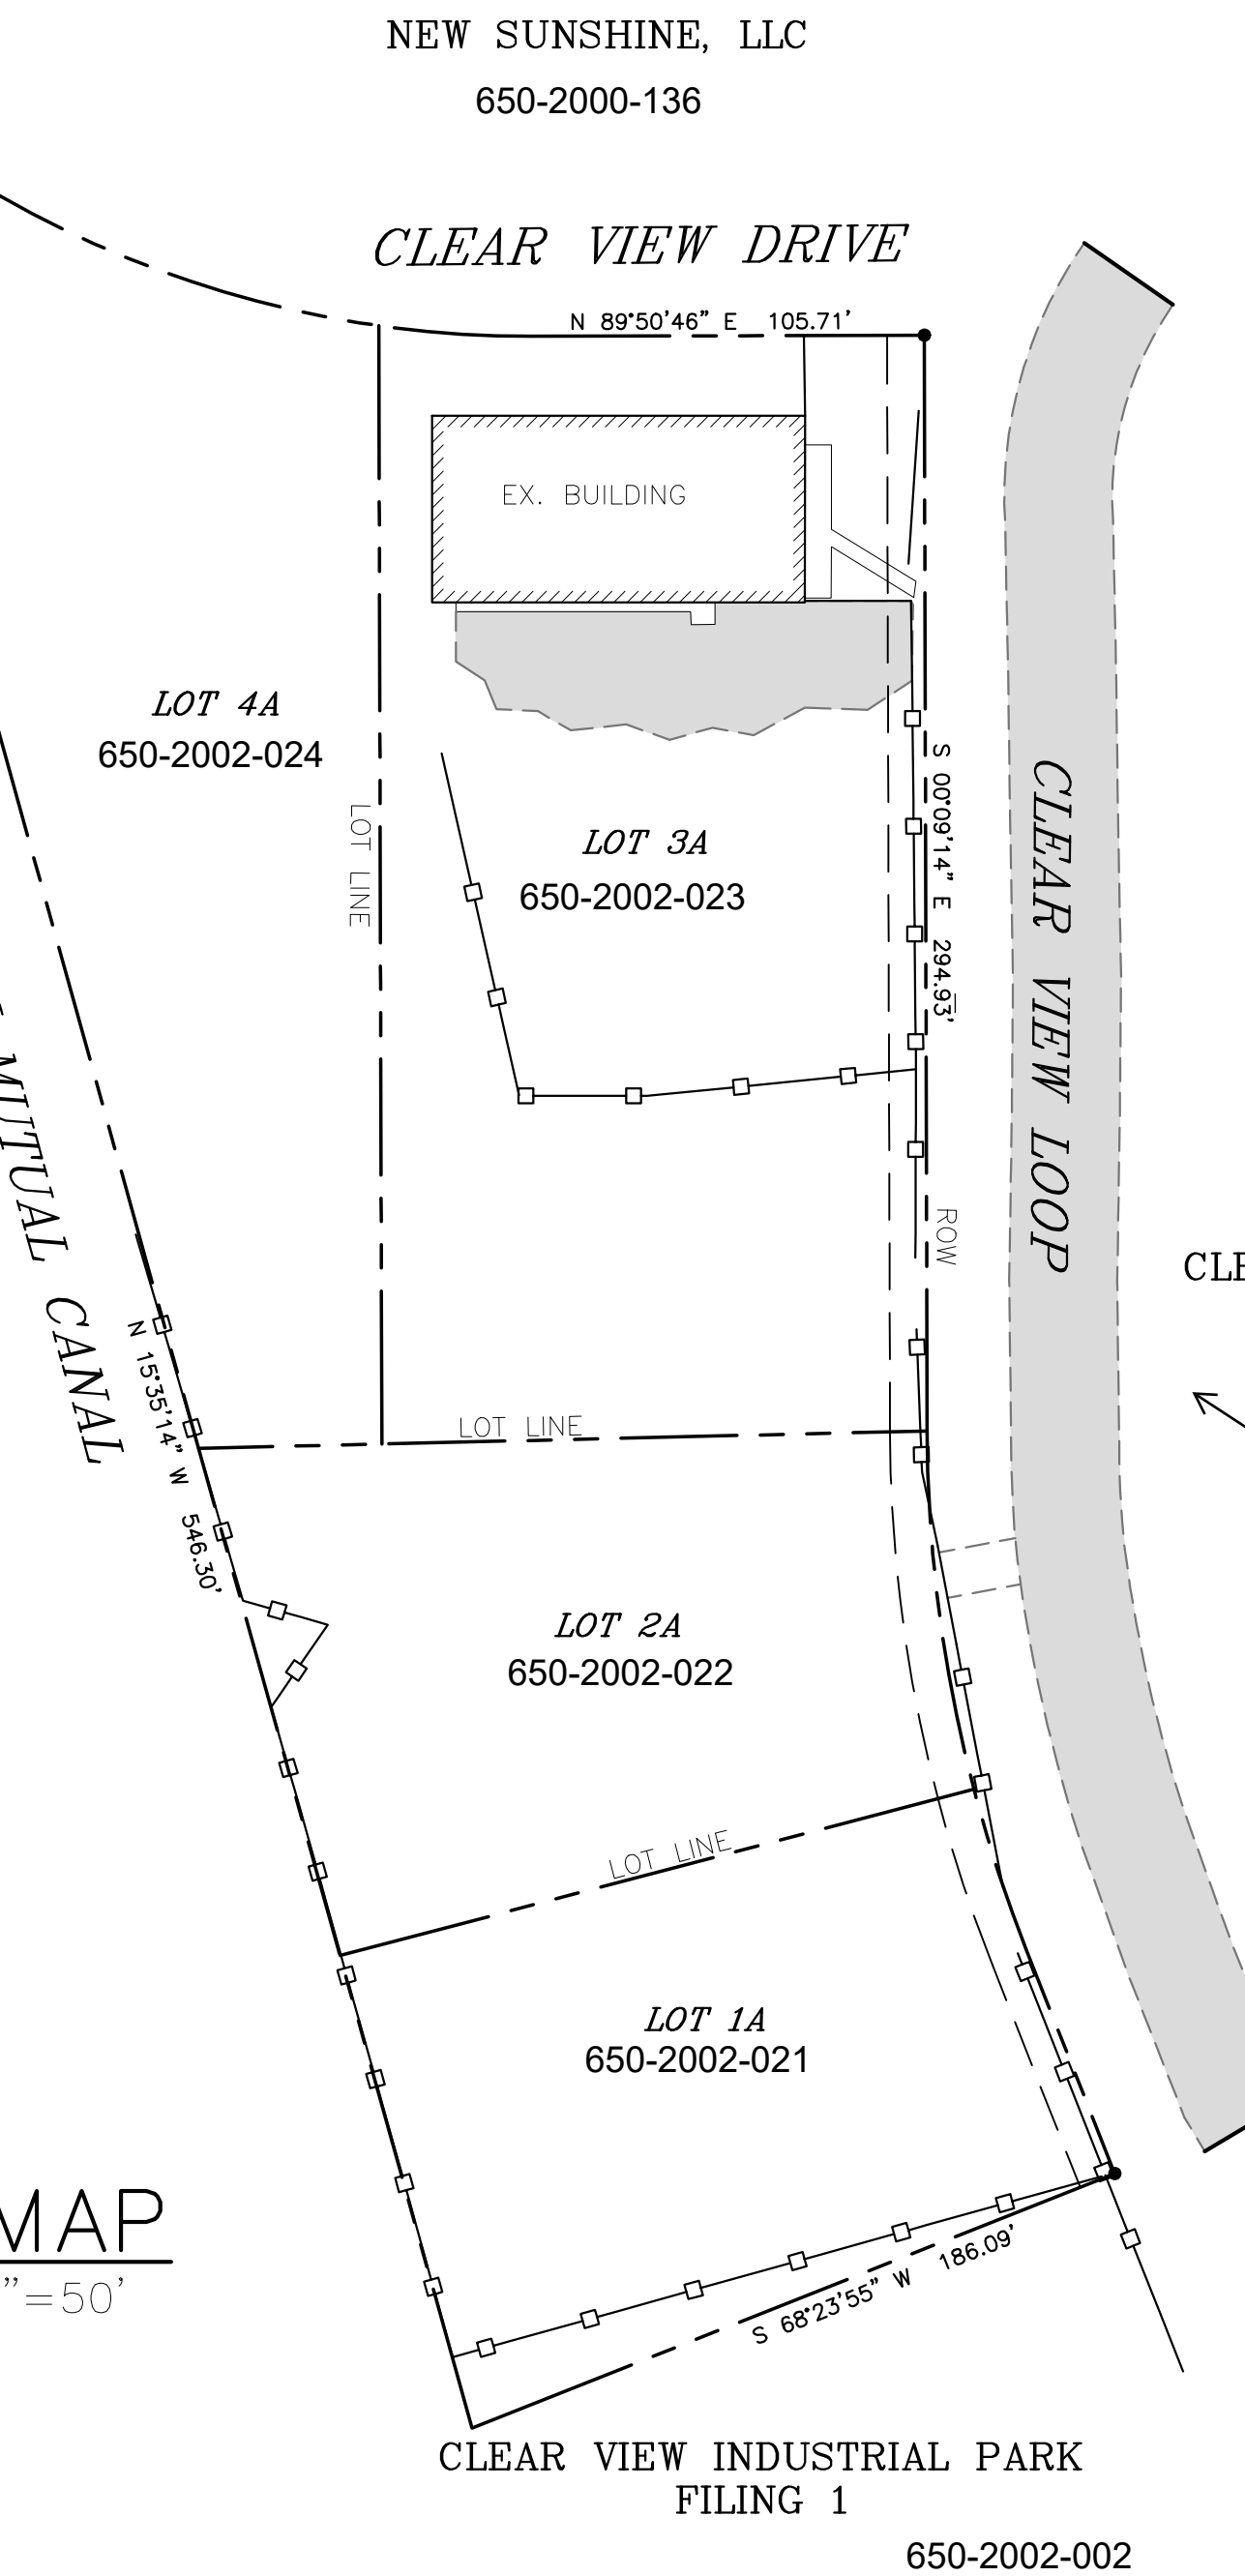 NEW SUNSHINE, LLC
650-2000-136
CLEAR VIEW DRIVE
N 89°50'46" E 105.71'
EX. BUILDING
LOT 4A
650-2002-024
LOT LINE
LOT 3A
650-2002-023
S 00°09'14" E 294.93'
CLEAR VIEW LOOP
MUTUAL CANAL
ROW
CLE
N 15°35'14" W 546.30'
LOT LINE
LOT 2A
650-2002-022
LOT LINE
LOT 1A
650-2002-021
MAP
"=50'
S 68°23'55" W 186.09'
CLEAR VIEW INDUSTRIAL PARK
FILING 1
650-2002-002